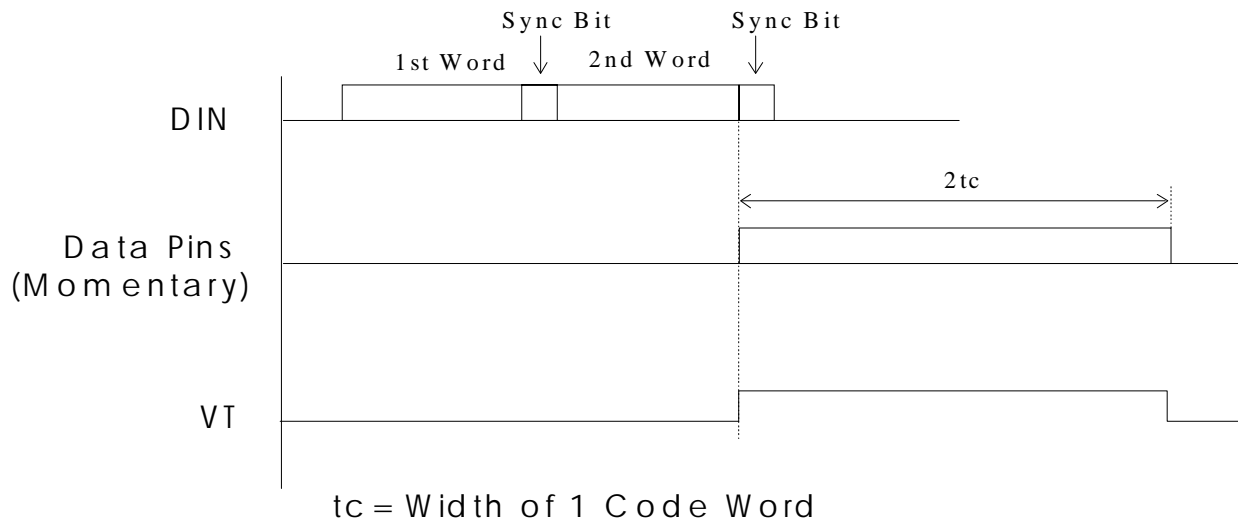 Sync Bit
Sync Bit
1st Word
2nd Word
DIN
2tc
Data Pins
(Momentary)
VT
tc = Width of 1 Code Word